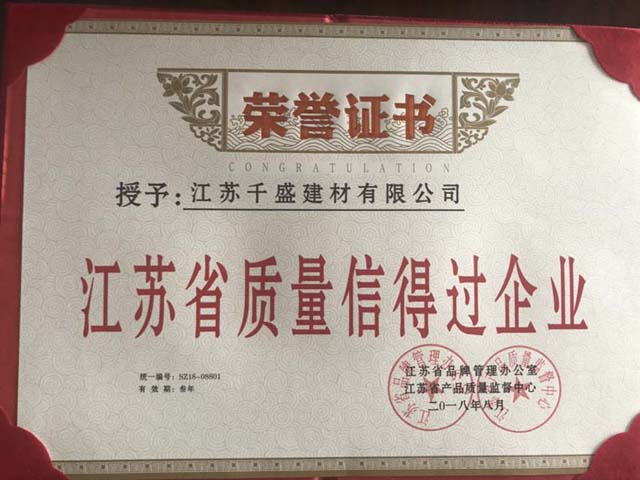 荣誉证书
CONGRATULATION
授予:江苏千盛建材有限公司
江苏省质量信得过企业
统一编号: SZ18-08801
有效期: 叁年
江苏省品牌管理办公室
江苏省产品质量监督中心
二〇一八年八月